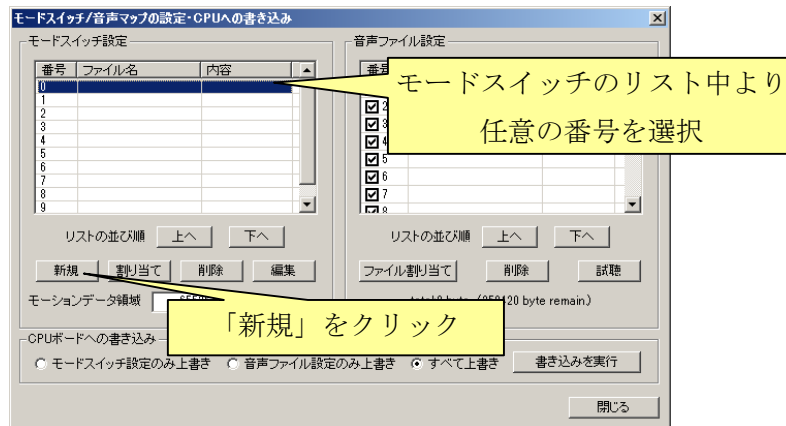 モードスイッチ/音声マップの設定・CPUへの書き込み
モードスイッチ設定
番号 ファイル名 内容
0
1
2
3
4
5
6
7
8
9
リストの並び順 上へ 下へ
新規 割り当て 削除 編集
モーションデータ領域
音声ファイル設定
モードスイッチのリスト中より
任意の番号を選択
5
6
7
8
リストの並び順 上へ 下へ
ファイル割り当て 削除 試聴
byte remain.)
「新規」をクリック
CPUボードへの書き込み
モードスイッチ設定のみ上書き 音声ファイル設定のみ上書き すべて上書き 書き込みを実行
閉じる